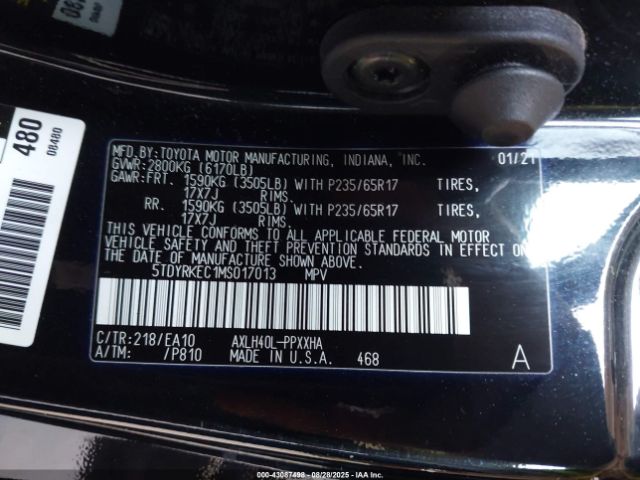 480
08480
MFD.BY:TOYOTA MOTOR MANUFACTURING, INDIANA, INC. 01/21
GVWR:2800KG (6170LB)
GAWR:FRT. 1590KG (3505LB) WITH P235/65R17 TIRES,
17X7J RIMS.
RR. 1590KG (3505LB) WITH P235/65R17 TIRES,
17X7J RIMS.
THIS VEHICLE CONFORMS TO ALL APPLICABLE FEDERAL MOTOR
VEHICLE SAFETY AND THEFT PREVENTION STANDARDS IN EFFECT ON
THE DATE OF MANUFACTURE SHOWN ABOVE.
5TDYRKEC1MS017013 MPV
C/TR:218/EA10 AXLH40L-PPXXHA
A/TM: /P810 MADE IN U.S.A. 468 A
000-43087498 - 08/28/2025 - IAA Corp.